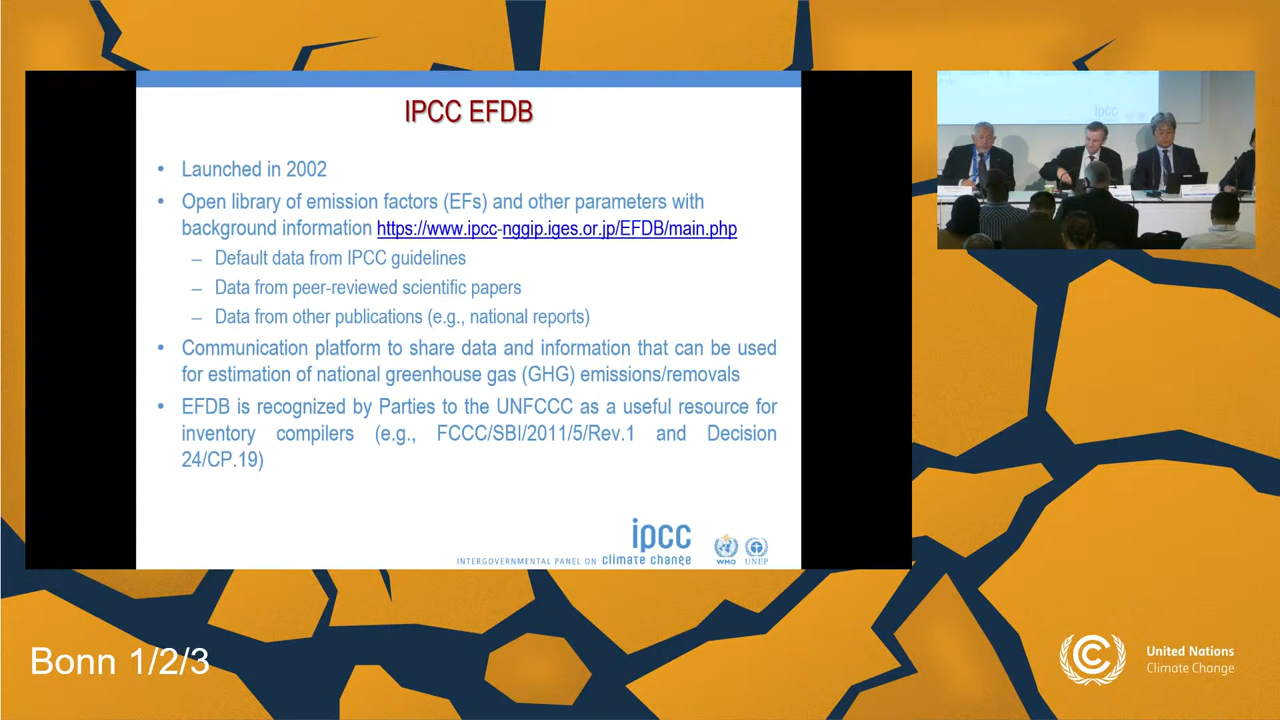 IPCC EFDB
• Launched in 2002
• Open library of emission factors (EFs) and other parameters with
background information https://www.ipcc-nggip.iges.or.jp/EFDB/main.php
– Default data from IPCC guidelines
– Data from peer-reviewed scientific papers
– Data from other publications (e.g., national reports)
• Communication platform to share data and information that can be used
for estimation of national greenhouse gas (GHG) emissions/removals
• EFDB is recognized by Parties to the UNFCCC as a useful resource for
inventory compilers (e.g., FCCC/SBI/2011/5/Rev.1 and Decision
24/CP.19)
ipcc
INTERGOVERNMENTAL PANEL ON climate change
WMO UNEP
ipcc
Bonn 1/2/3
United Nations
Climate Change